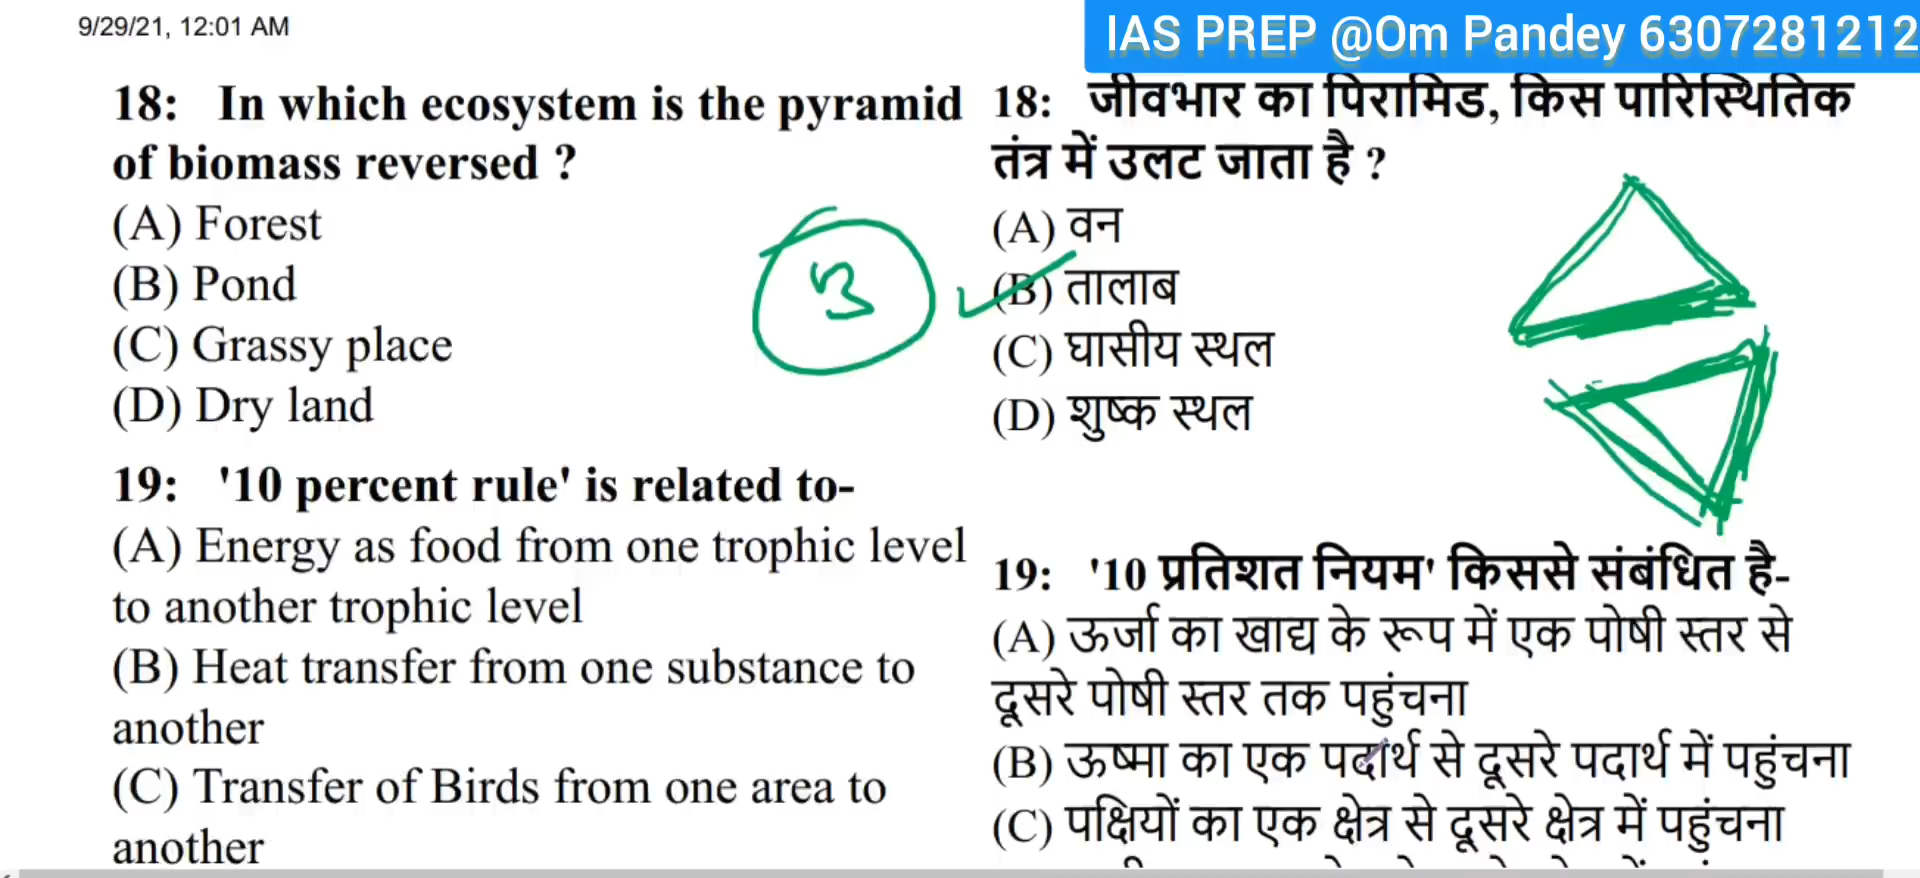 9/29/21, 12:01 AM
IAS PREP @Om Pandey 6307281212
18: In which ecosystem is the pyramid
of biomass reversed ?
(A) Forest
(B) Pond
(C) Grassy place
(D) Dry land
19: '10 percent rule' is related to-
(A) Energy as food from one trophic level
to another trophic level
(B) Heat transfer from one substance to
another
(C) Transfer of Birds from one area to
another
B
18: जीवभार का पिरामिड, किस पारिस्थितिक
तंत्र में उलट जाता है ?
(A) वन
(B) तालाब
(C) घासीय स्थल
(D) शुष्क स्थल
19: '10 प्रतिशत नियम' किससे संबंधित है-
(A) ऊर्जा का खाद्य के रूप में एक पोषी स्तर से
दूसरे पोषी स्तर तक पहुंचना
(B) ऊष्मा का एक पदार्थ से दूसरे पदार्थ में पहुंचना
(C) पक्षियों का एक क्षेत्र से दूसरे क्षेत्र में पहुंचना